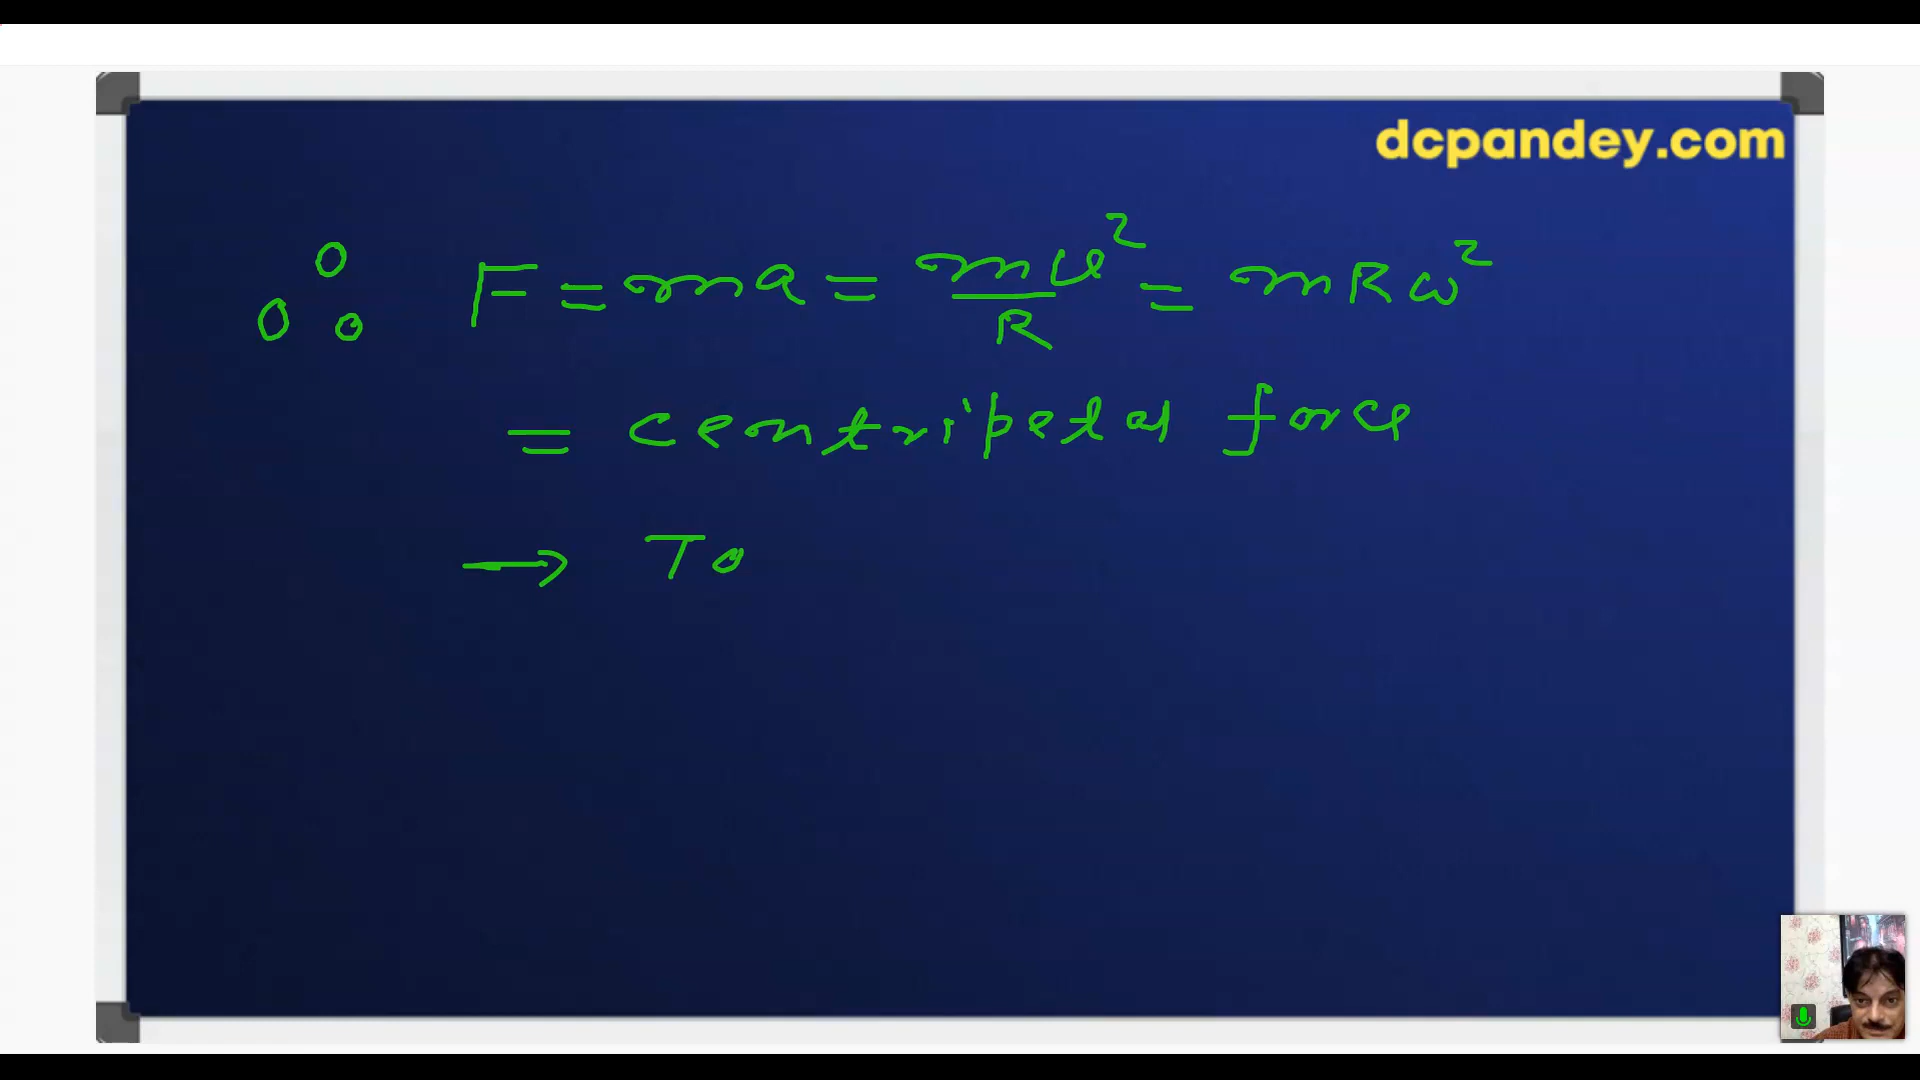 dcpandey.com
∴ F = ma = mv²/R = mRω²
= centripetal force
→ To